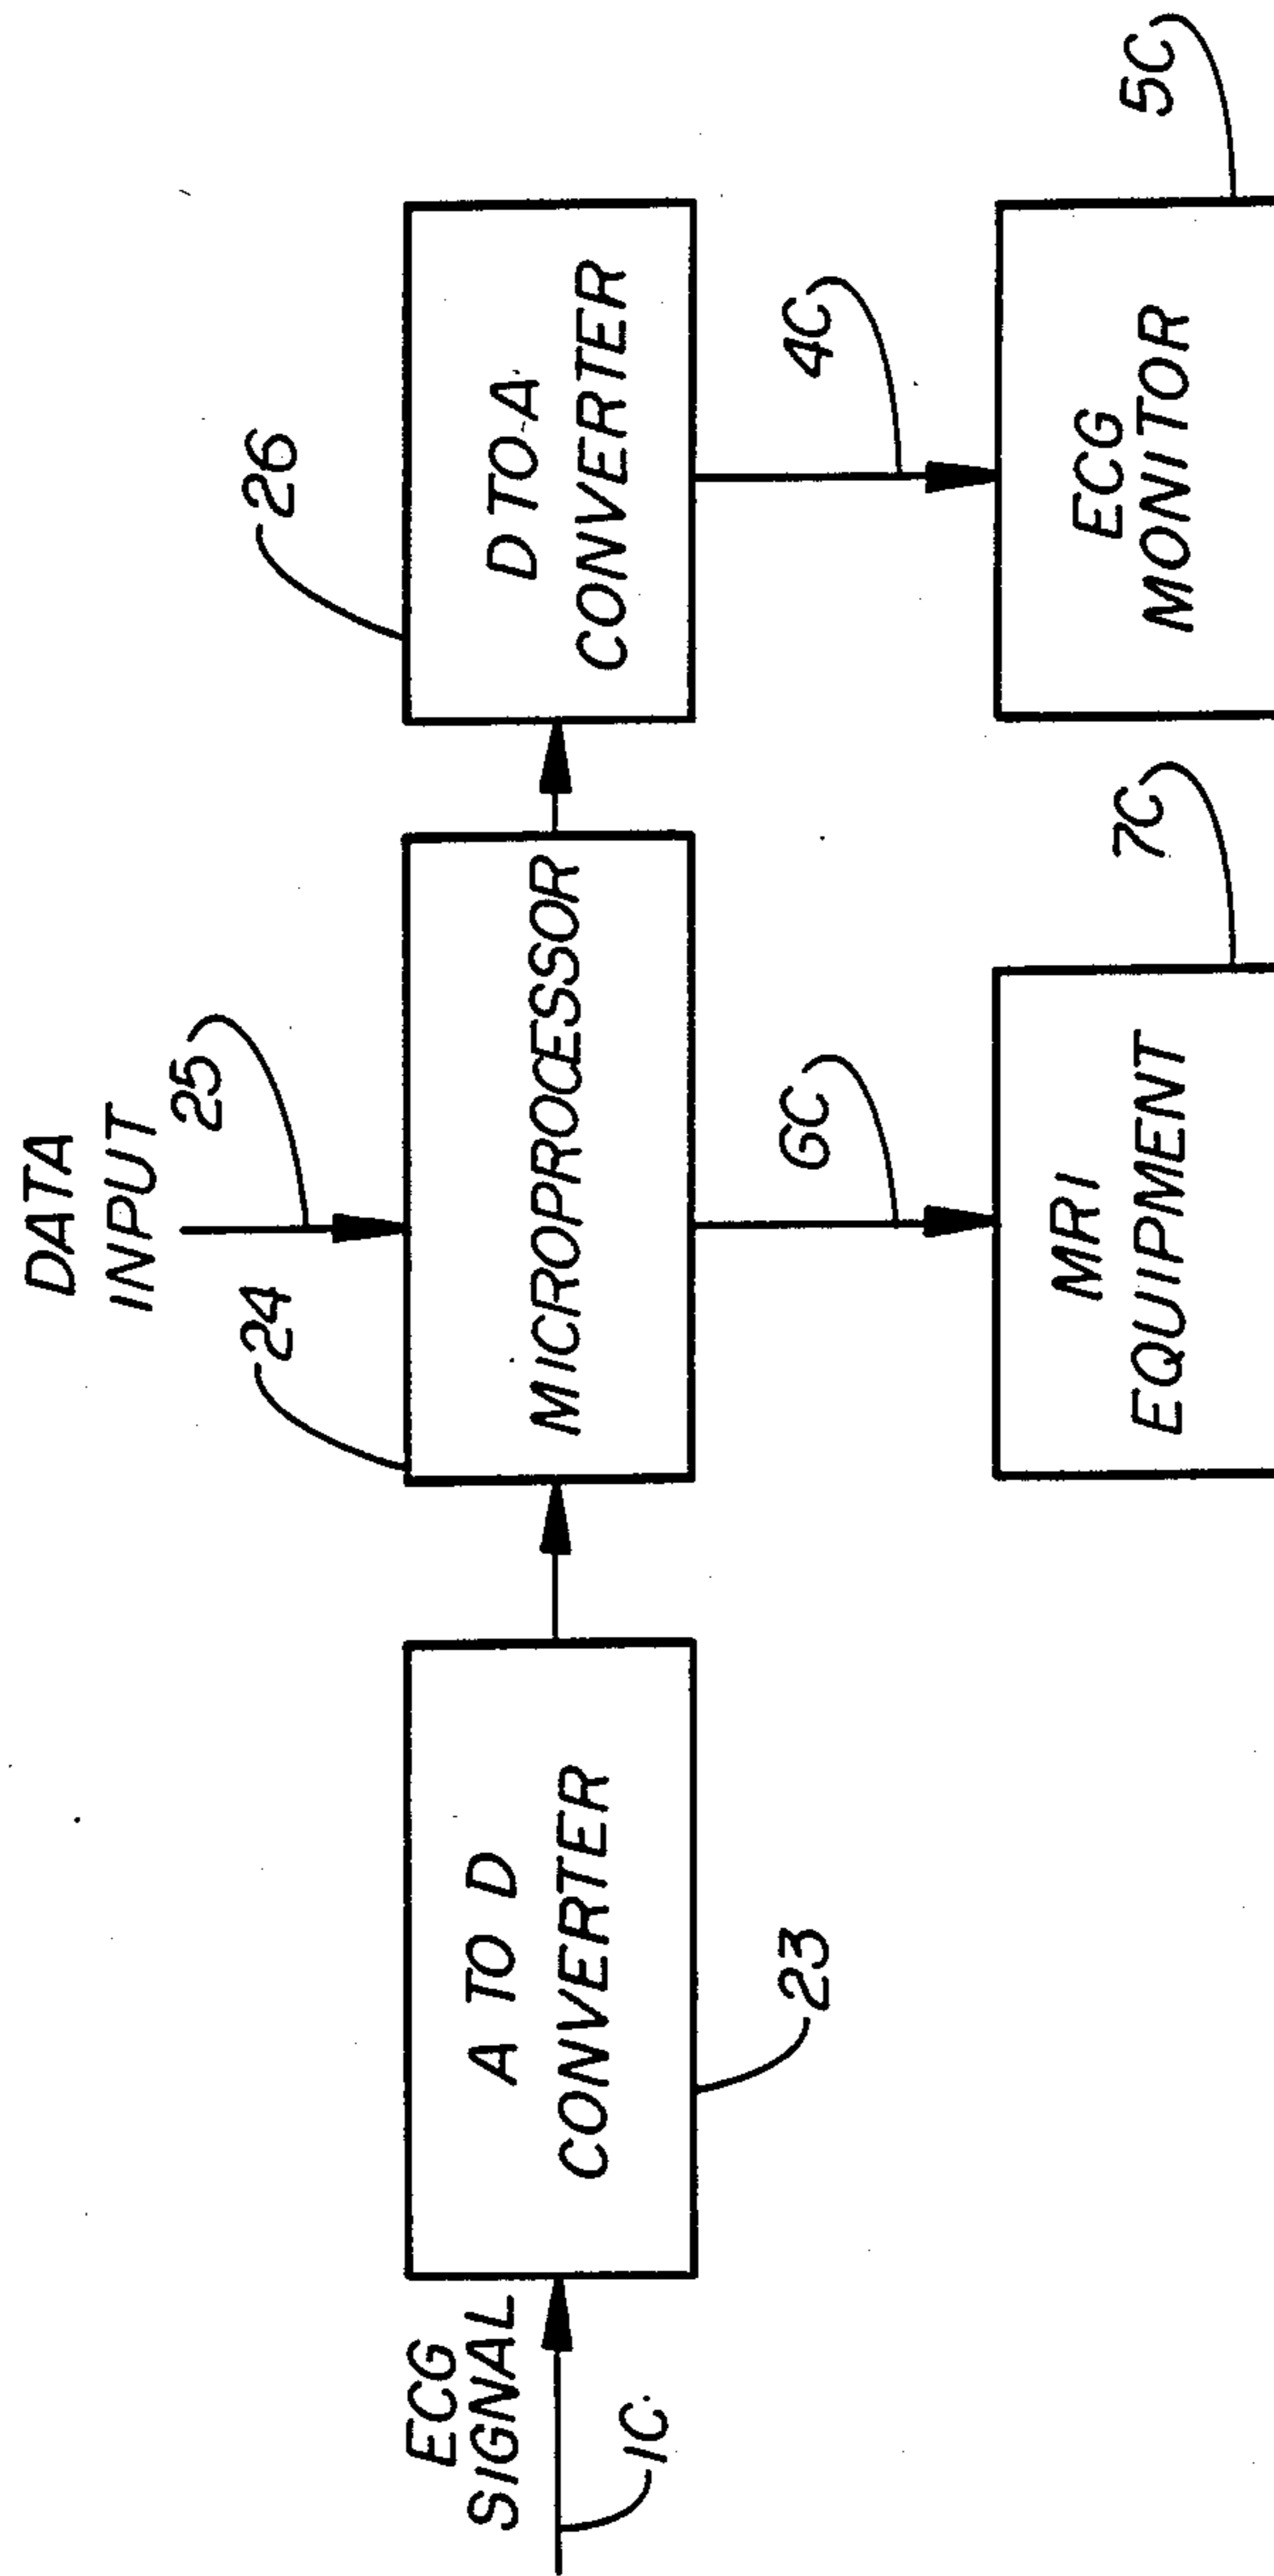 DATA
INPUT
25
24
26
ECG
SIGNAL
1C
A TO D
CONVERTER
23
MICROPROCESSOR
D TO A
CONVERTER
6C
4C
MRI
EQUIPMENT
7C
ECG
MONITOR
5C